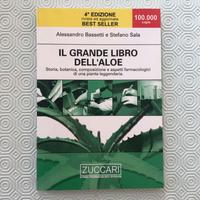 4ª EDIZIONE
rivista ed aggiornata
BEST SELLER
100.000
copie
Alessandro Bassetti e Stefano Sala
IL GRANDE LIBRO
DELL'ALOE
Storia, botanica, composizione e aspetti farmacologici
di una pianta leggendaria.
ZUCCARI